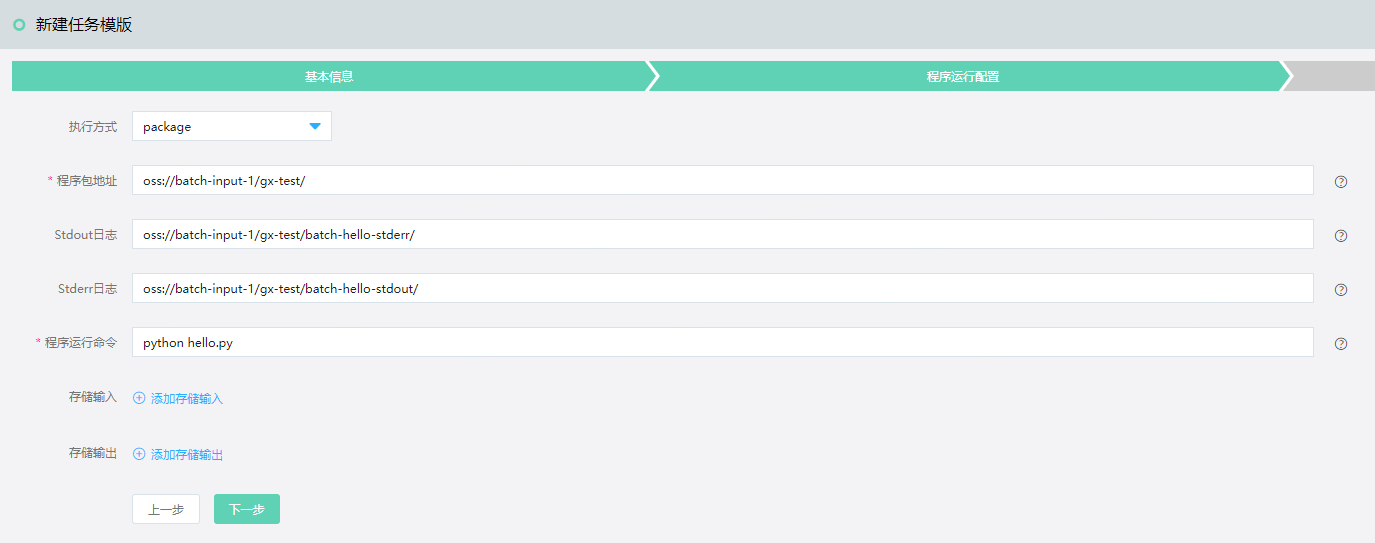 新建任务模版
基本信息
程序运行配置
执行方式
package
* 程序包地址
oss://batch-input-1/gx-test/
Stdout日志
oss://batch-input-1/gx-test/batch-hello-stderr/
Stderr日志
oss://batch-input-1/gx-test/batch-hello-stdout/
* 程序运行命令
python hello.py
存储输入
添加存储输入
存储输出
添加存储输出
上一步
下一步